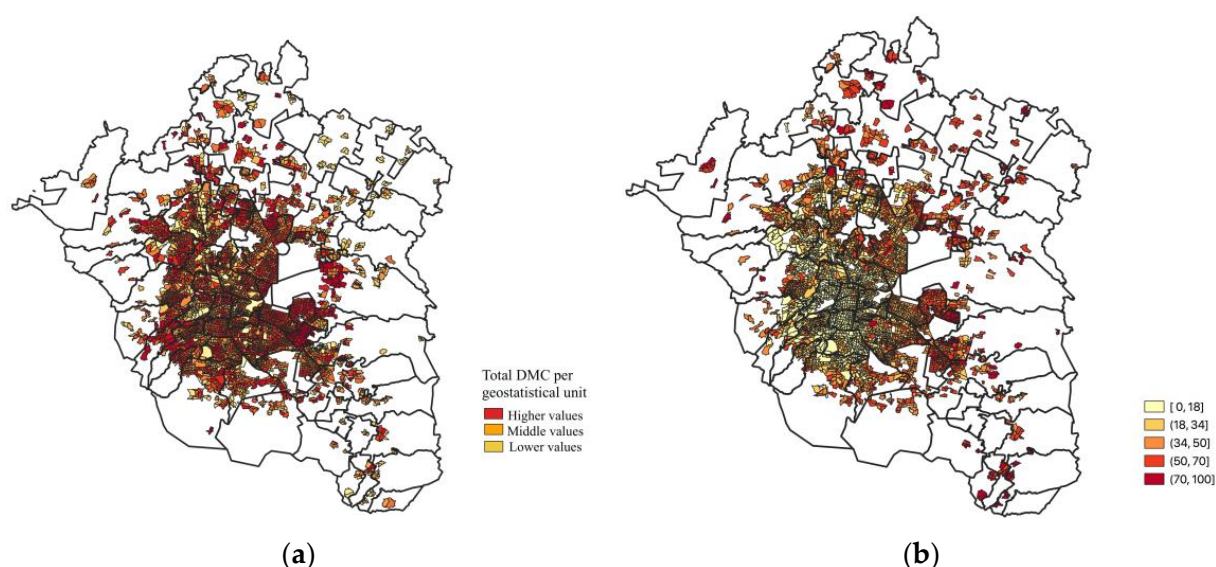 Total DMC per
geostatistical unit
Higher values
Middle values
Lower values
[ 0, 18]
(18, 34]
(34, 50]
(50, 70]
(70, 100]
(a)
(b)